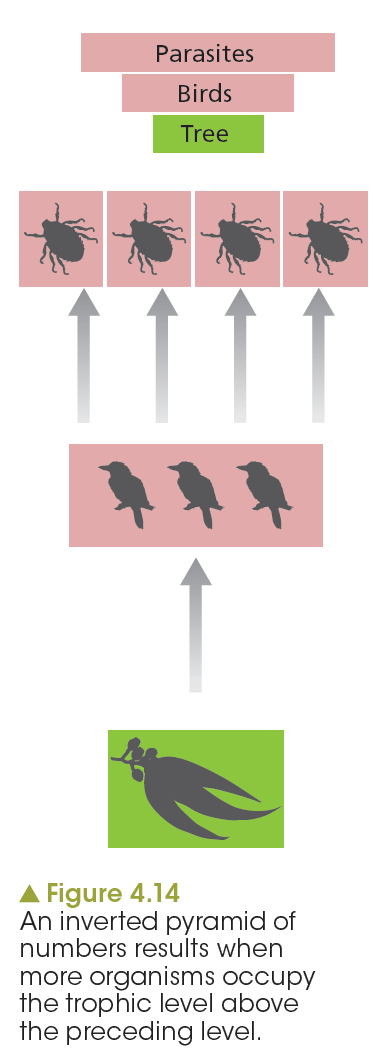 Parasites
Birds
Tree
▲ Figure 4.14
An inverted pyramid of
numbers results when
more organisms occupy
the trophic level above
the preceding level.